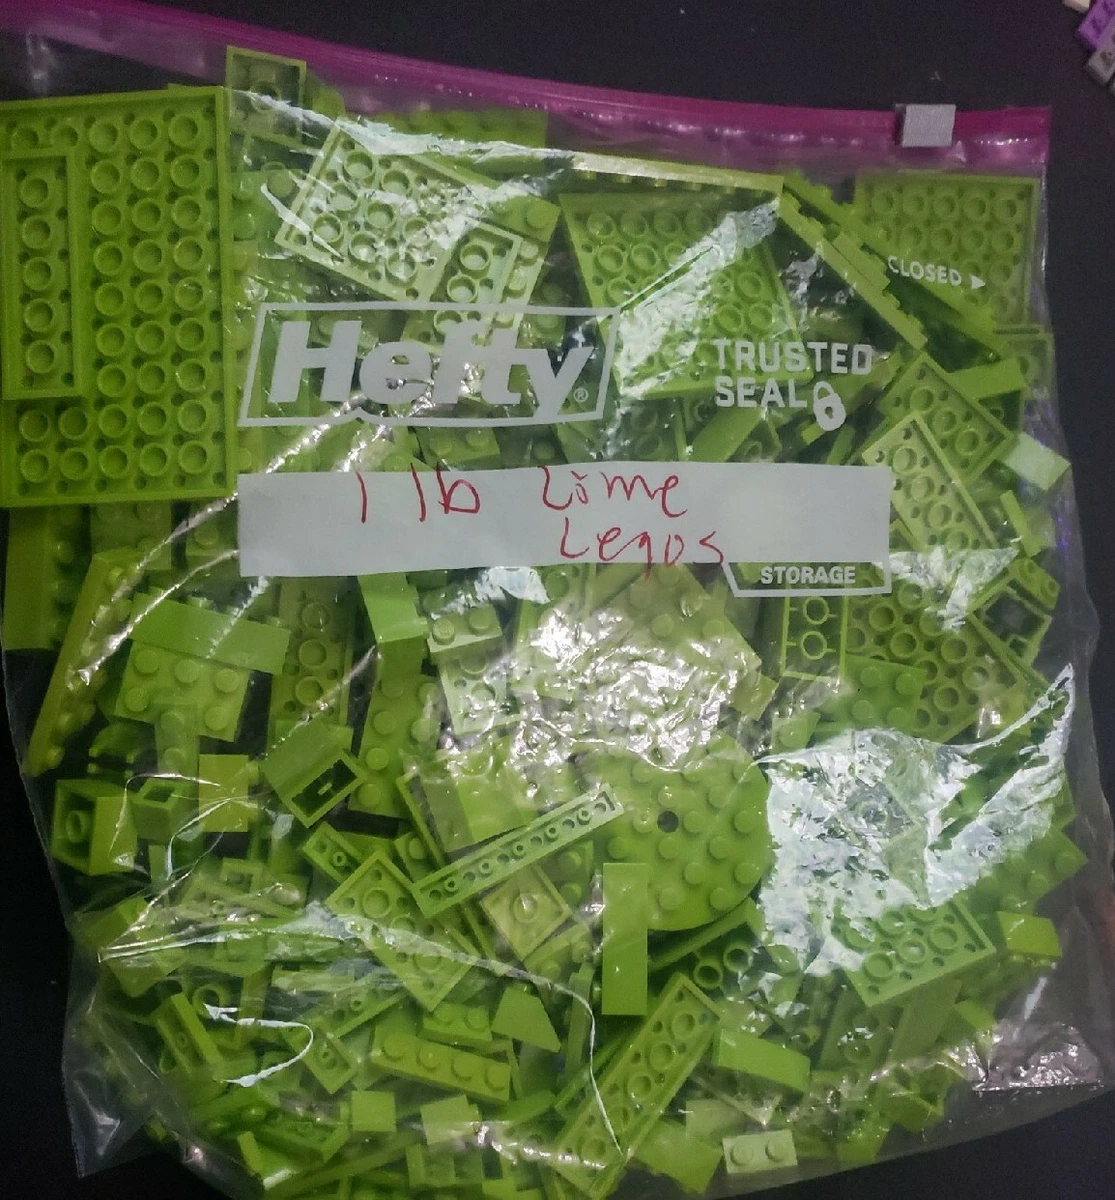 CLOSED ▶
Hefty®
TRUSTED
SEAL
1 lb Lime
Legos
STORAGE